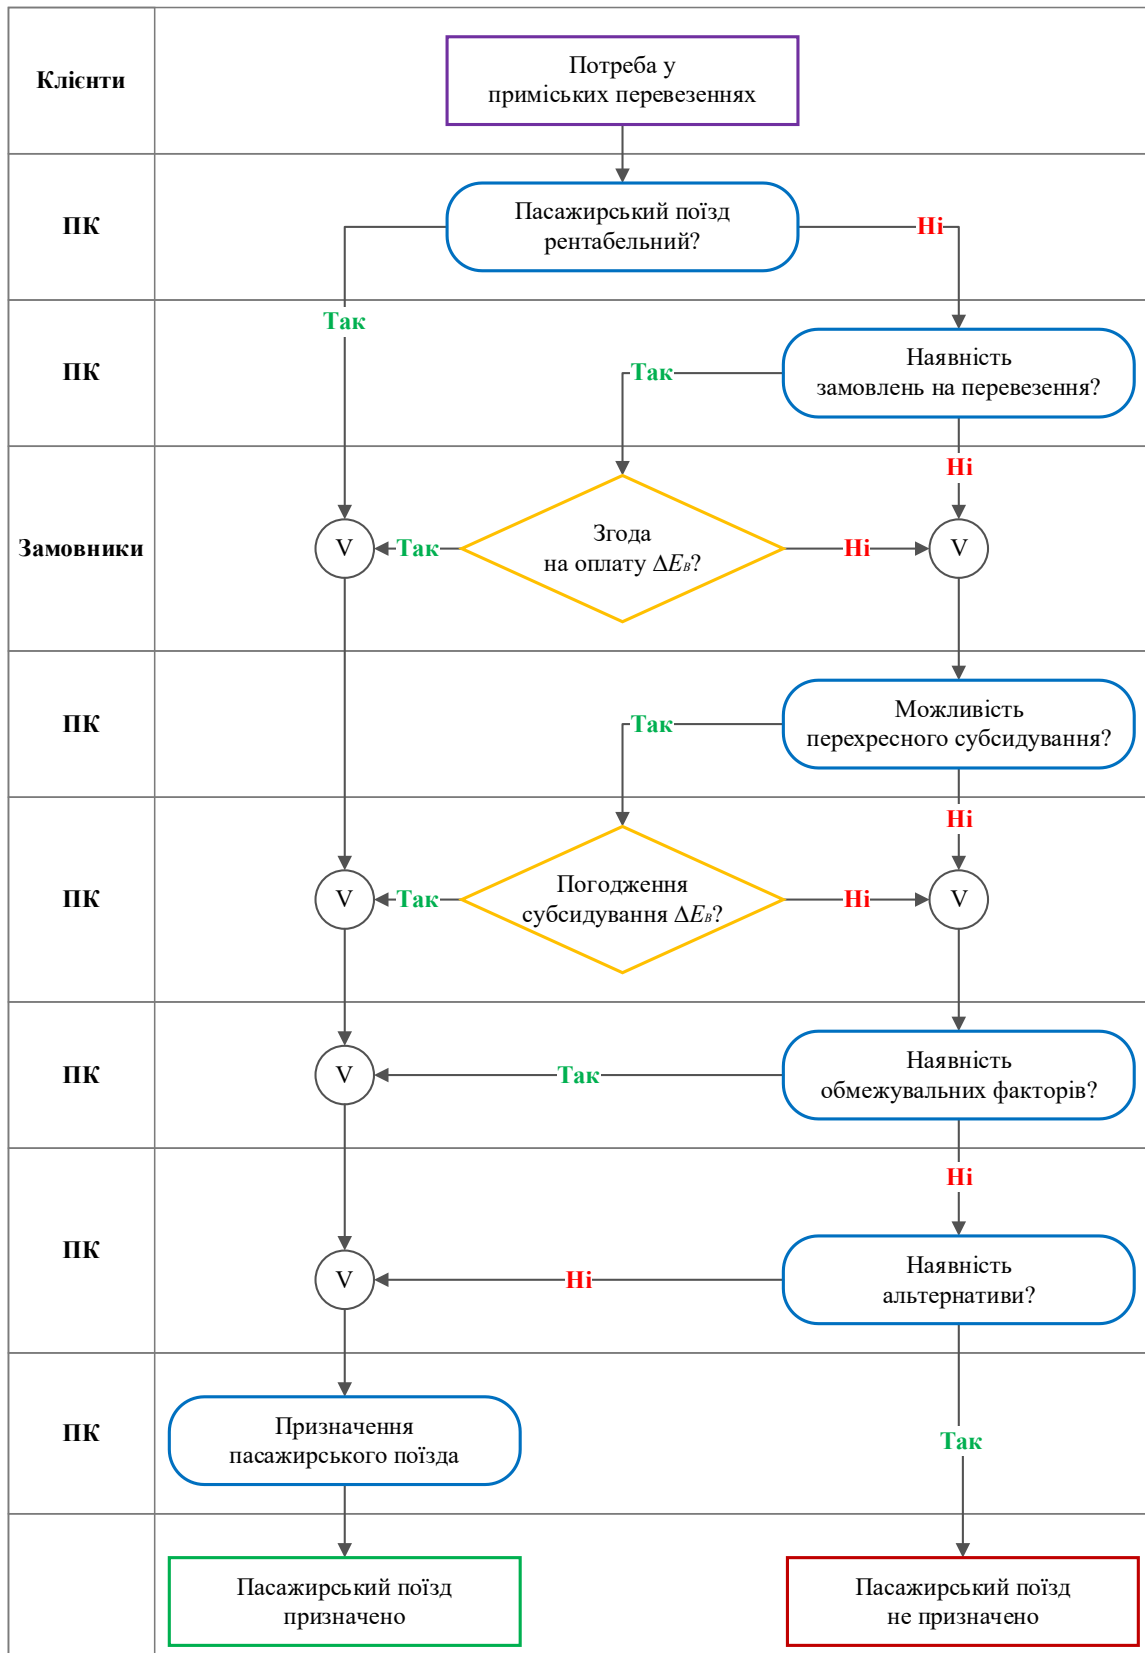 Клієнти
Потреба у
приміських перевезеннях
ПК
Пасажирський поїзд
рентабельний?
Ні
Так
ПК
Наявність
замовлень на перевезення?
Так
Ні
Замовники
V
Так
Згода
на оплату ΔEB?
Ні
V
ПК
Можливість
перехресного субсидування?
Так
Ні
ПК
V
Так
Погодження
субсидування ΔEB?
Ні
V
ПК
V
Так
Наявність
обмежувальних факторів?
Ні
ПК
V
Ні
Наявність
альтернативи?
ПК
Призначення
пасажирського поїзда
Так
Пасажирський поїзд
призначено
Пасажирський поїзд
не призначено